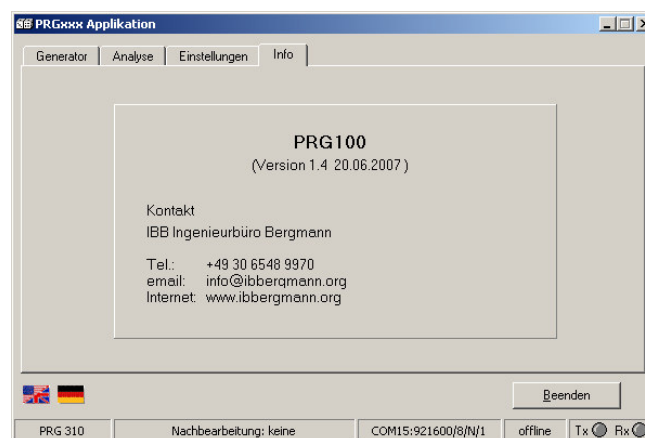 PRGxxx Applikation
Generator Analyse Einstellungen Info
PRG100
(Version 1.4 20.06.2007)
Kontakt
IBB Ingenieurbüro Bergmann
Tel.: +49 30 6548 9970
email: info@ibbergmann.org
Internet: www.ibbergmann.org
Beenden
PRG 310 Nachbearbeitung: keine COM15:921600/8/N/1 offline Tx Rx